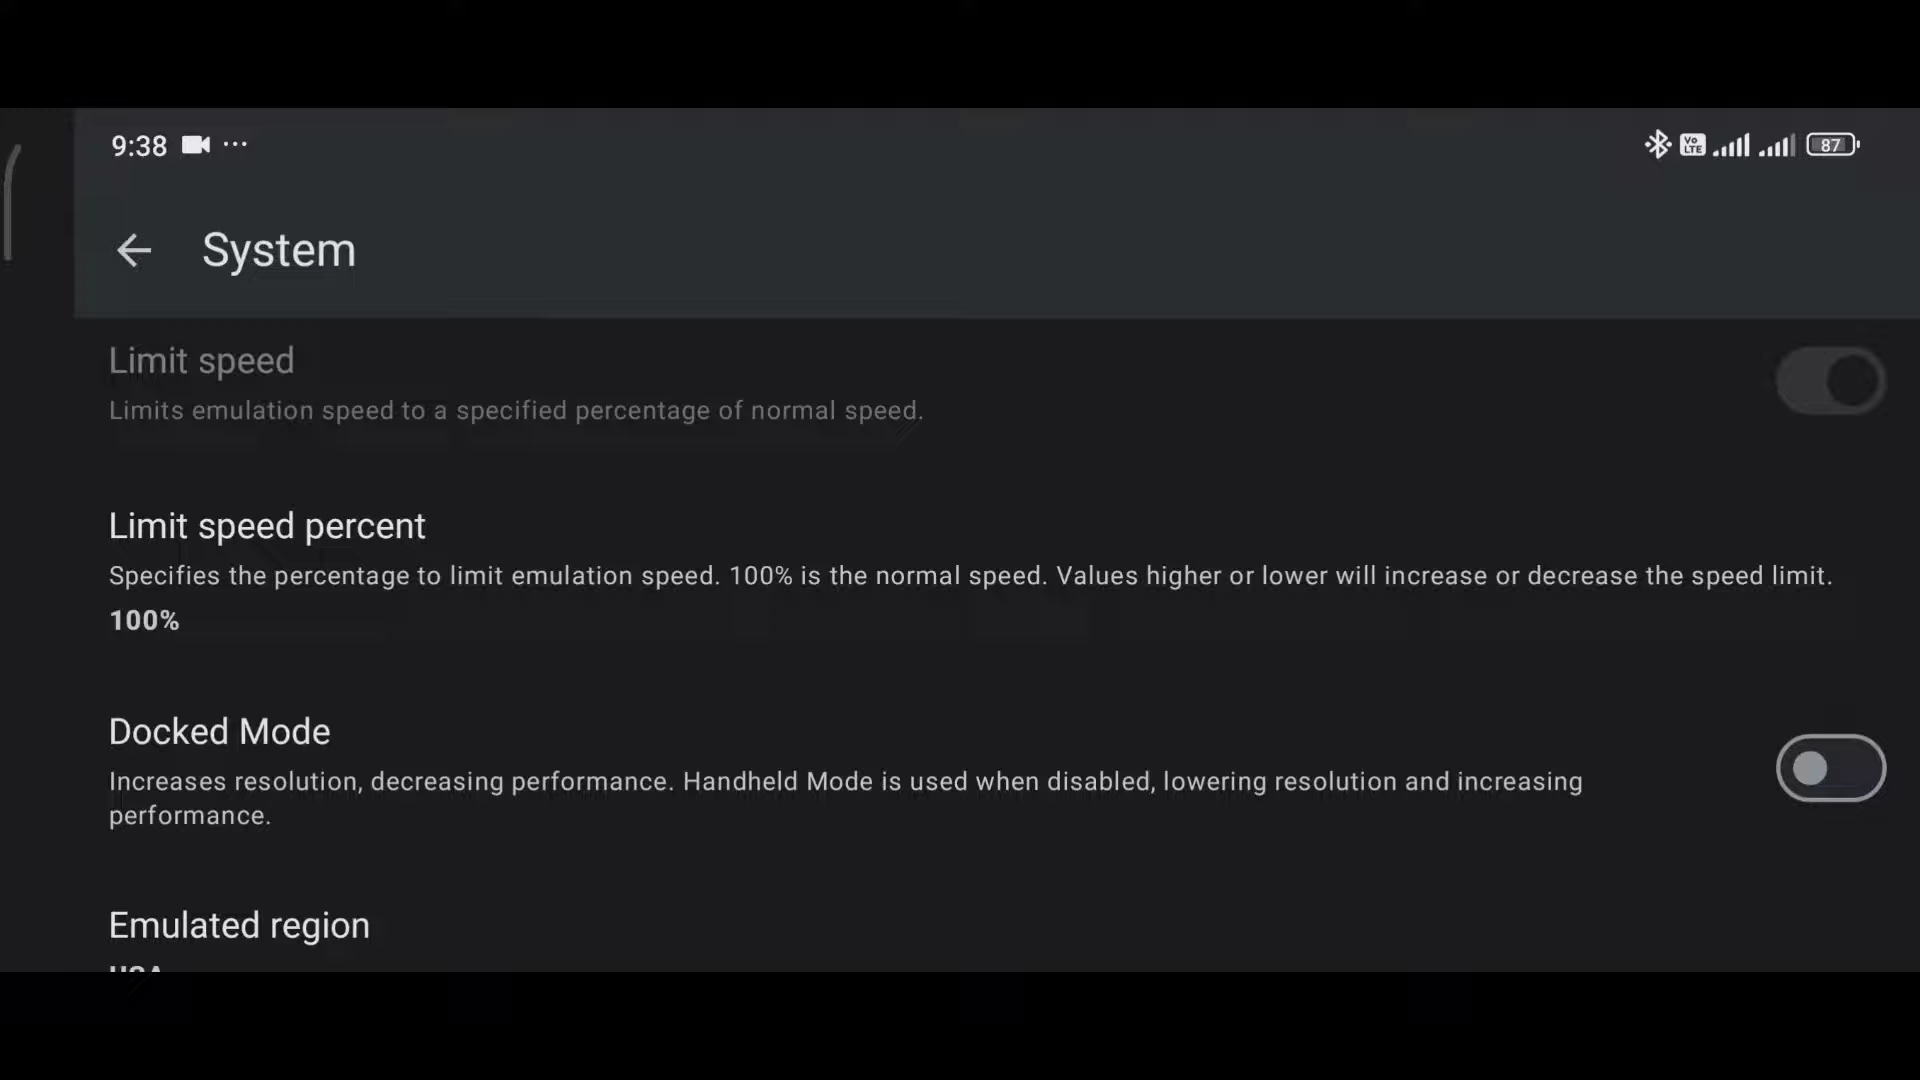 9:38
Vo LTE
87
System
Limit speed
Limits emulation speed to a specified percentage of normal speed.
Limit speed percent
Specifies the percentage to limit emulation speed. 100% is the normal speed. Values higher or lower will increase or decrease the speed limit.
100%
Docked Mode
Increases resolution, decreasing performance. Handheld Mode is used when disabled, lowering resolution and increasing
performance.
Emulated region
USA